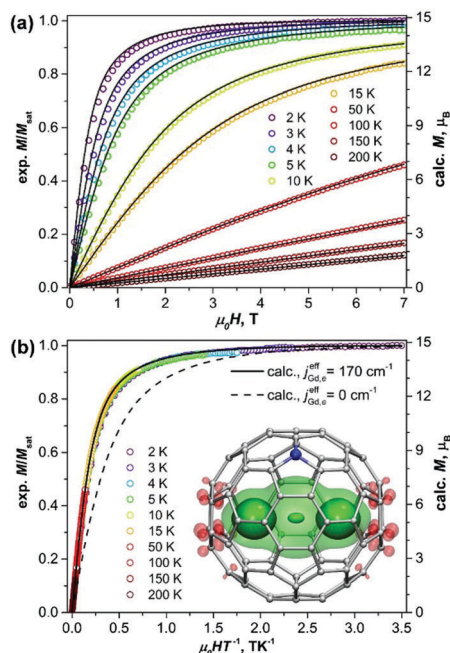 (a)
1.0
0.8
0.6
0.4
0.2
0.0
exp. M/Msat
15
12
9
6
3
0
calc. M, μB
2 K
3 K
4 K
5 K
10 K
15 K
50 K
100 K
150 K
200 K
0 1 2 3 4 5 6 7
μ0H, T
(b)
1.0
0.8
0.6
0.4
0.2
0.0
exp. M/Msat
15
12
9
6
3
0
calc. M, μB
calc., j^eff_Gd,e = 170 cm⁻¹
calc., j^eff_Gd,e = 0 cm⁻¹
2 K
3 K
4 K
5 K
10 K
15 K
50 K
100 K
150 K
200 K
0.0 0.5 1.0 1.5 2.0 2.5 3.0 3.5
μ0HT⁻¹, TK⁻¹